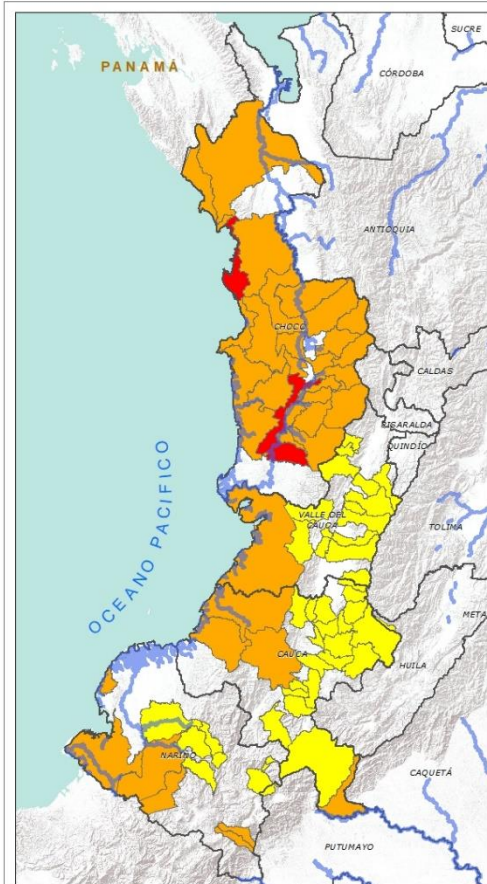 SUCRE
PANAMÁ
CÓRDOBA
ANTIOQUIA
CHOCÓ
CALDAS
RISARALDA
QUINDÍO
OCEANO PACÍFICO
VALLE DEL
CAUCA
TOLIMA
META
CAUCA
HUILA
NARIÑO
CAQUETÁ
PUTUMAYO